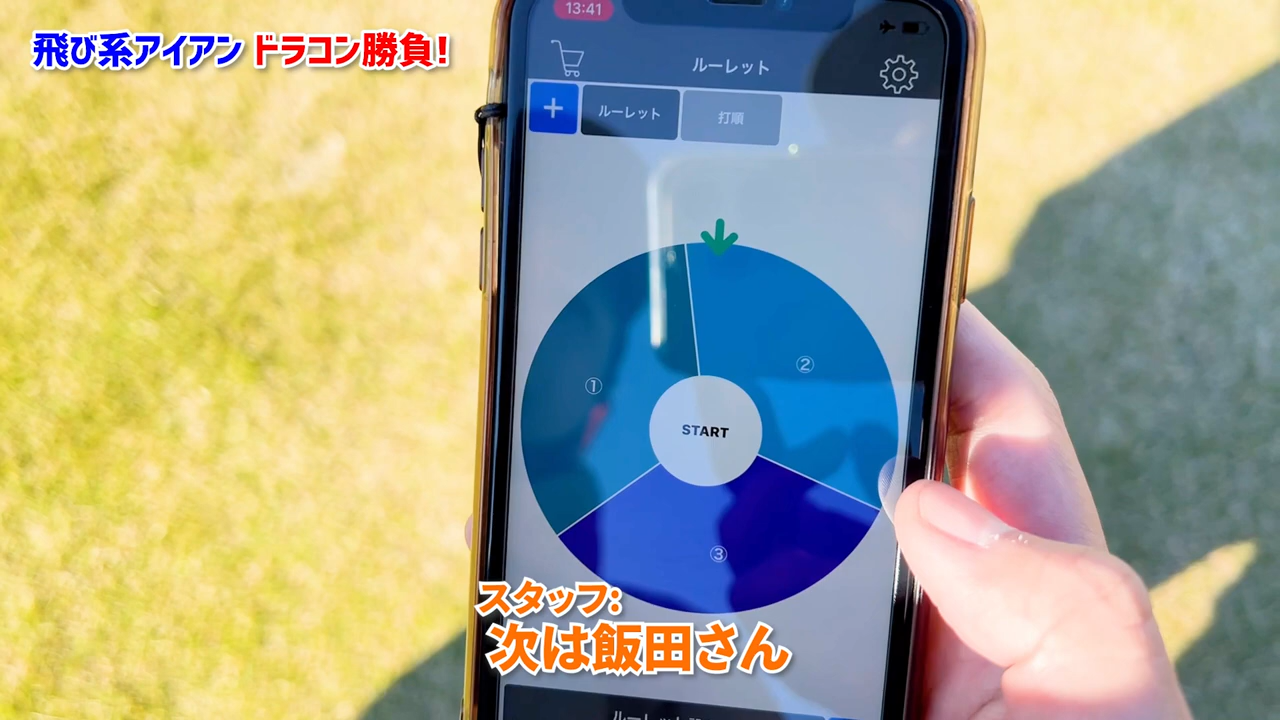 飛び系アイアン ドラコン勝負!
13:41
ルーレット
+ ルーレット 打順
①
②
START
③
スタッフ:
次は飯田さん